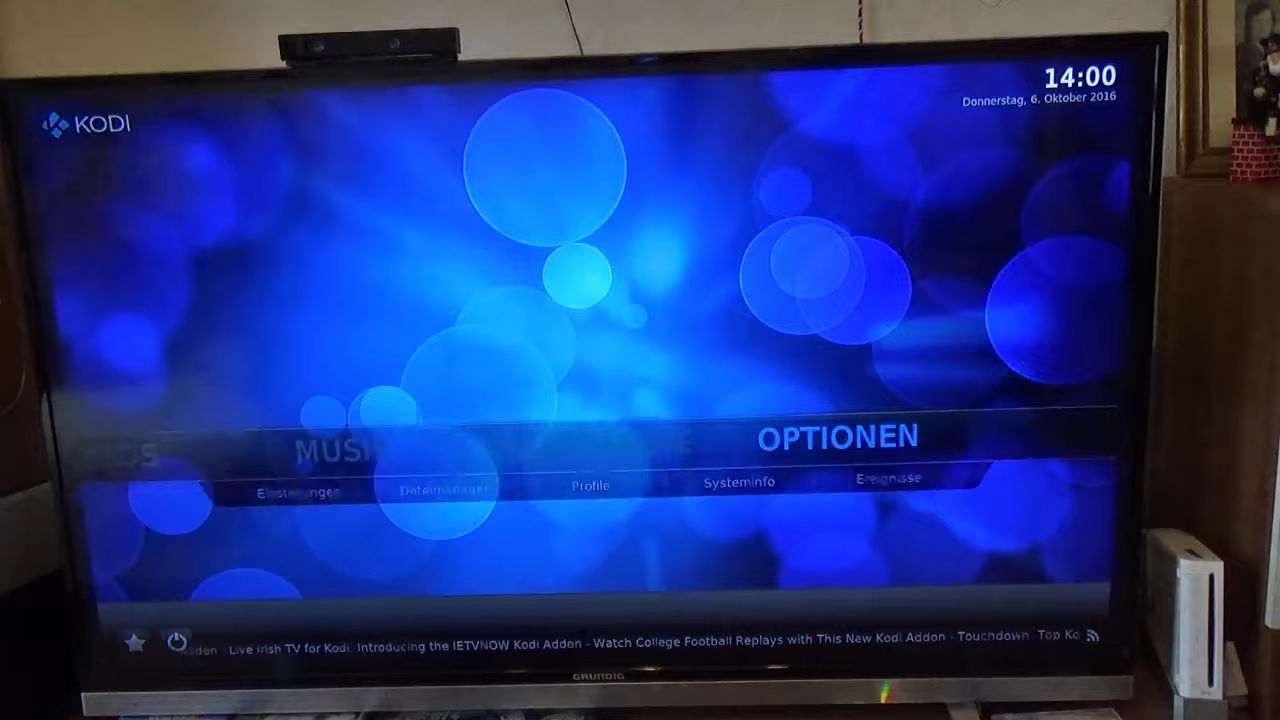 KODI
14:00
Donnerstag, 6. Oktober 2016
OPTIONEN
Einstellungen Dateimanager Profile Systeminfo Ereignisse
Live Irish TV for Kodi. Introducing the IETVNOW Kodi Addon - Watch College Football Replays with This New Kodi Addon - Touchdown Top
GRUNDIG